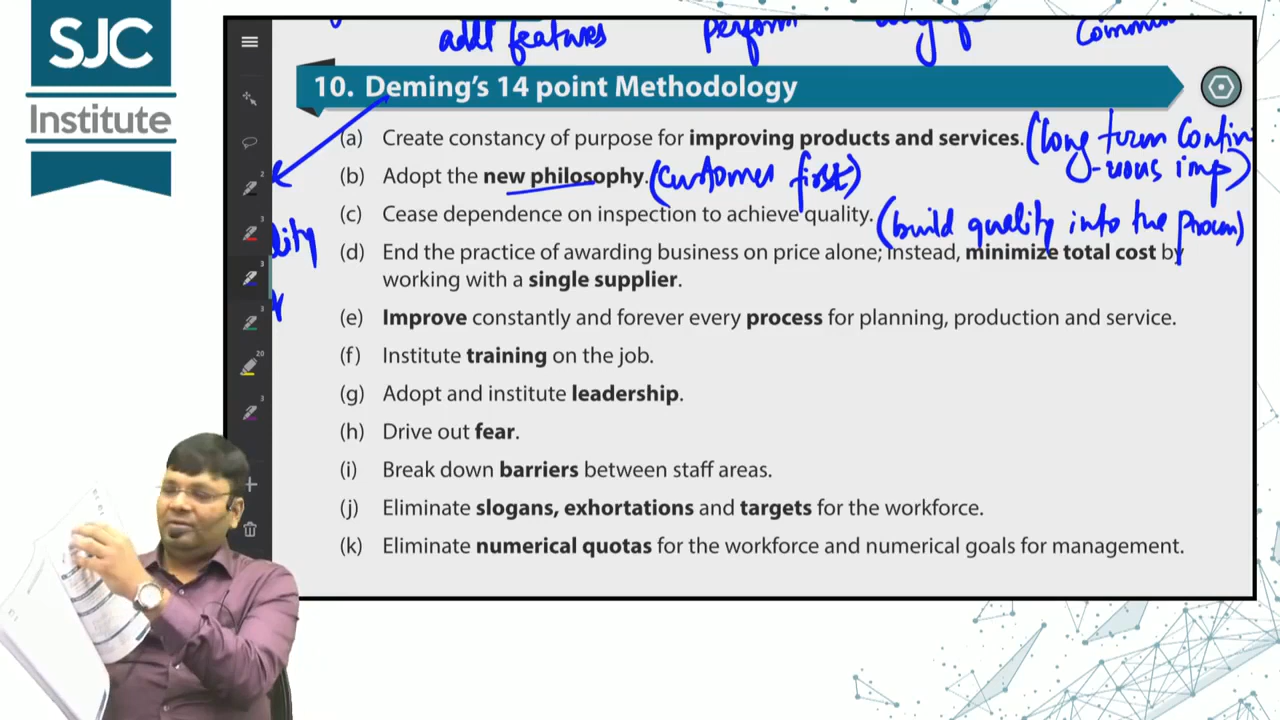 SJC
Institute
addl features
10. Deming's 14 point Methodology
(a) Create constancy of purpose for improving products and services. (long term contin
-uous imp)
(b) Adopt the new philosophy. (customer first)
(c) Cease dependence on inspection to achieve quality. (build quality into the process)
(d) End the practice of awarding business on price alone; instead, minimize total cost by
working with a single supplier.
(e) Improve constantly and forever every process for planning, production and service.
(f) Institute training on the job.
(g) Adopt and institute leadership.
(h) Drive out fear.
(i) Break down barriers between staff areas.
(j) Eliminate slogans, exhortations and targets for the workforce.
(k) Eliminate numerical quotas for the workforce and numerical goals for management.